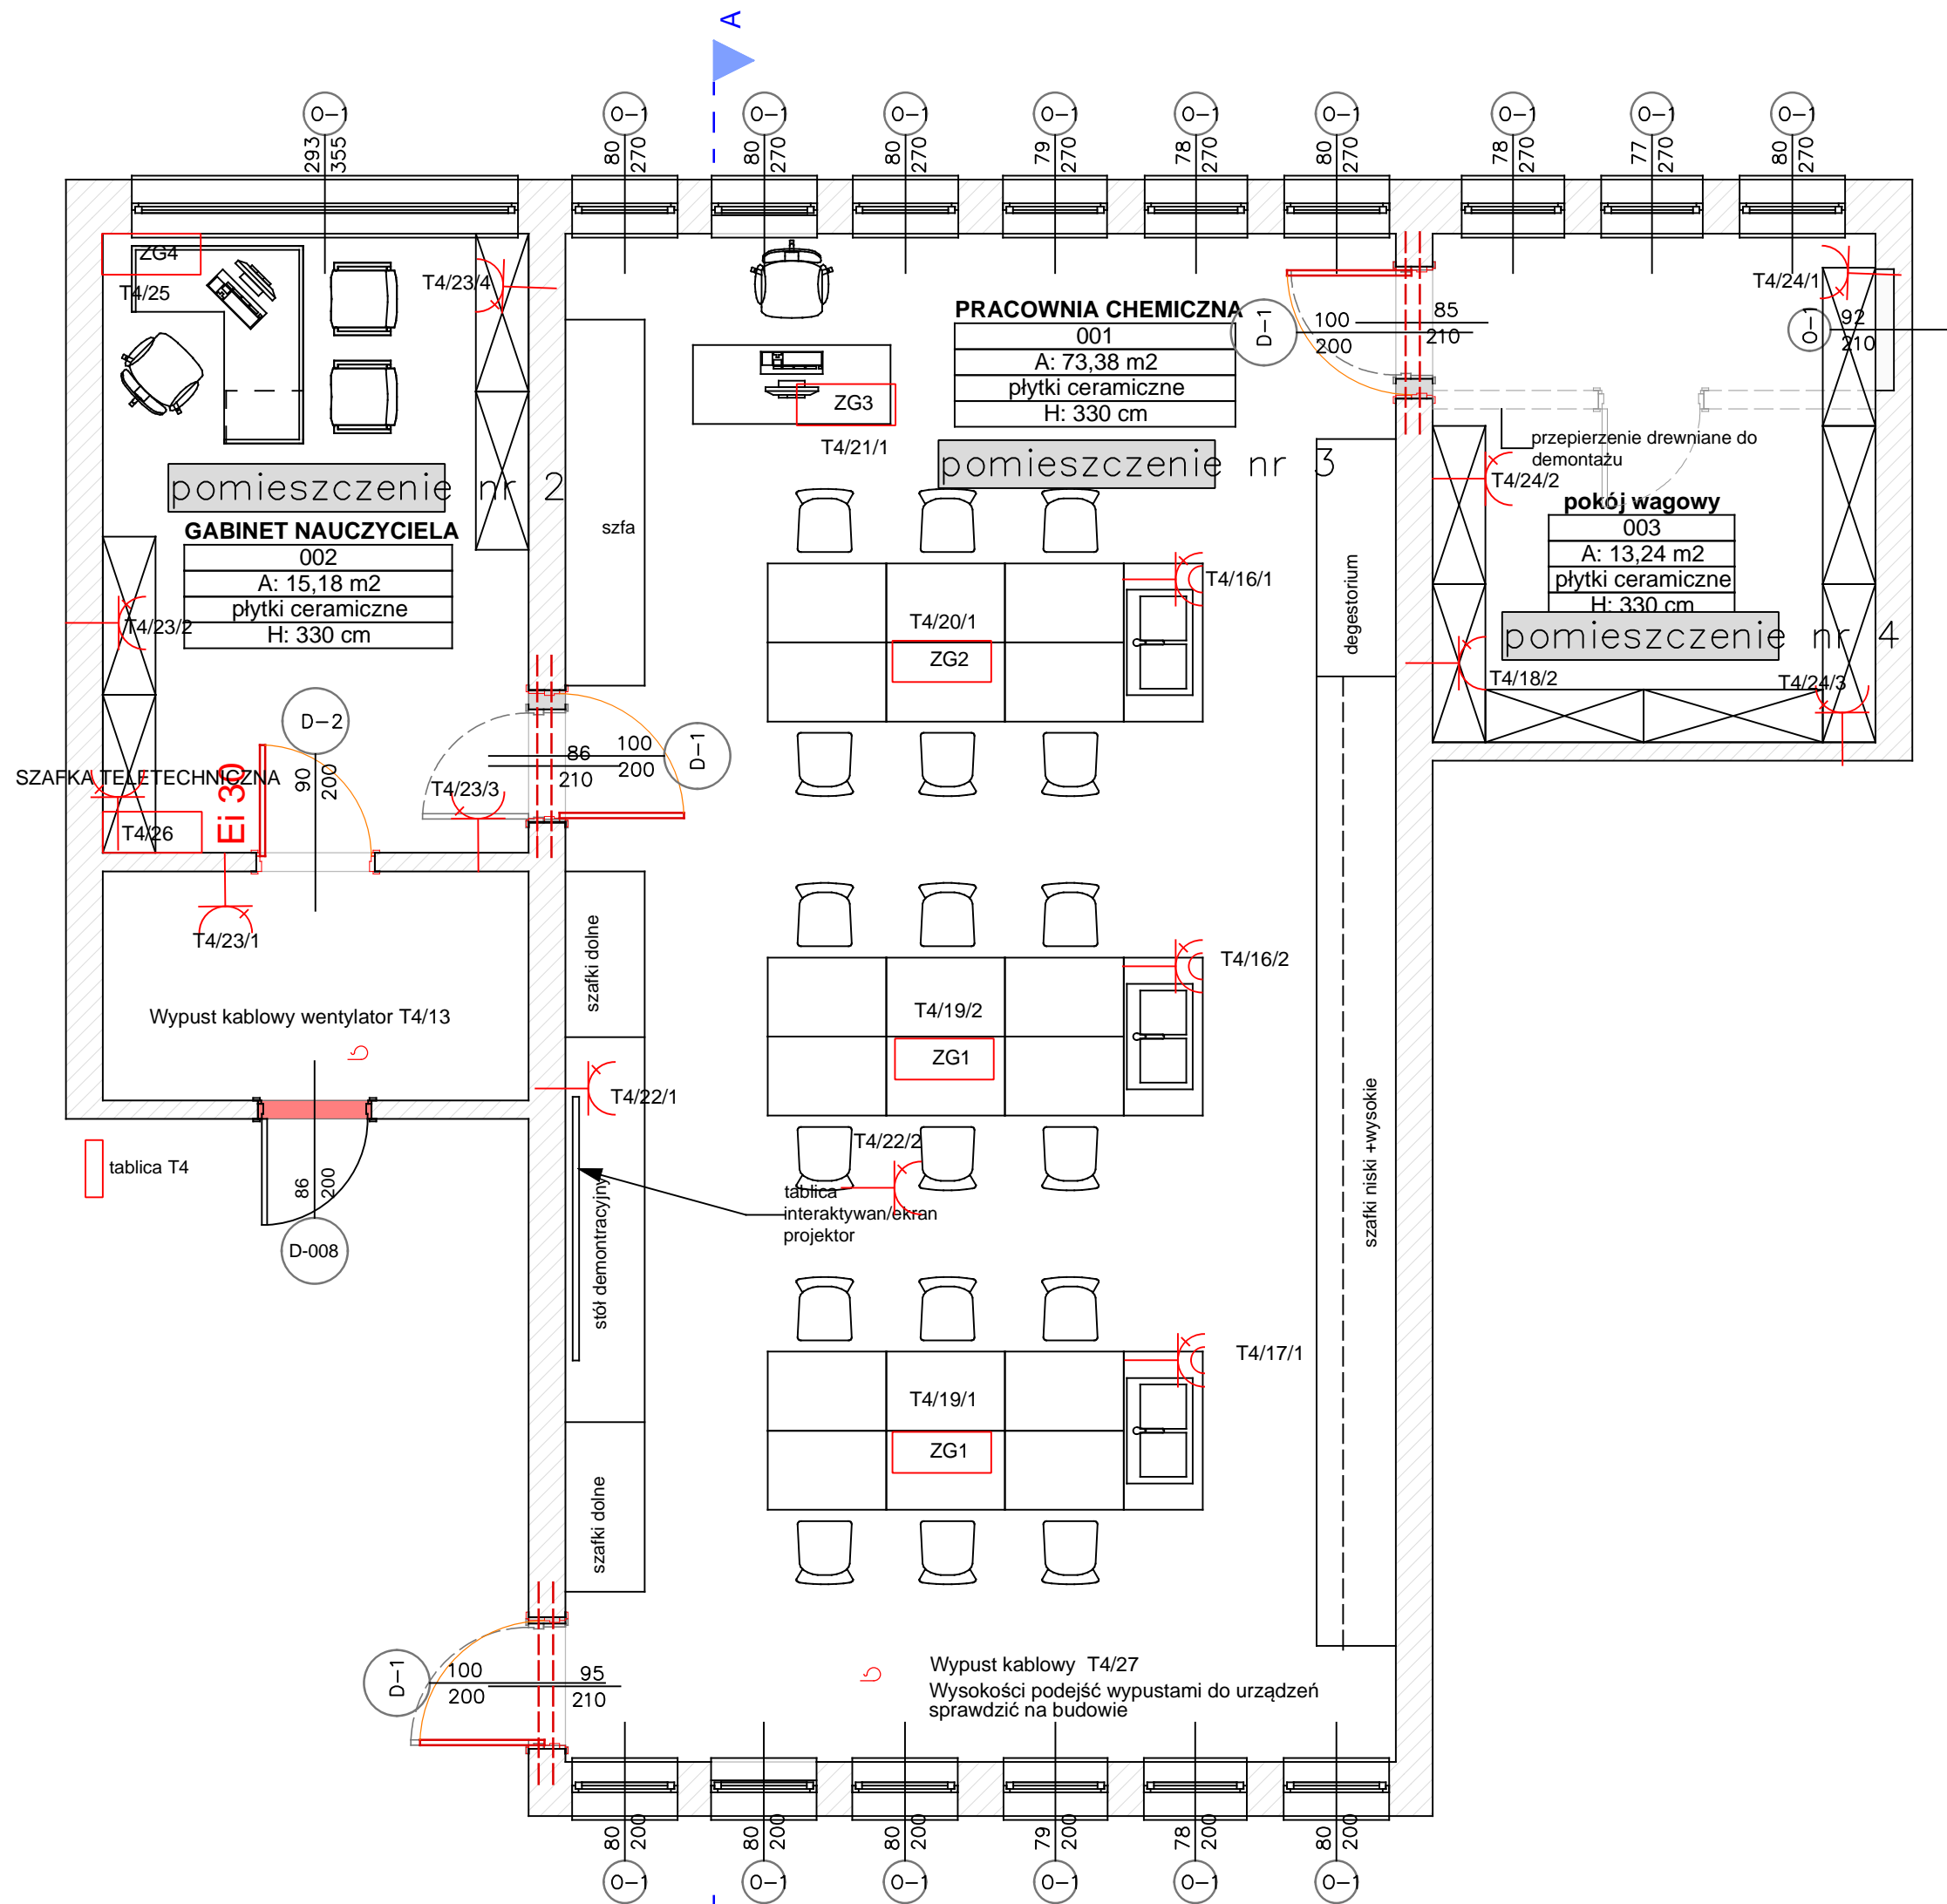 A
O-1
O-1
O-1
O-1
O-1
O-1
O-1
O-1
O-1
O-1
293
355
80
270
80
270
80
270
79
270
78
270
80
270
78
270
77
270
80
270
ZG4
T4/25
T4/23/4
PRACOWNIA CHEMICZNA
001
A: 73,38 m2
płytki ceramiczne
H: 330 cm
D-1
100
200
85
210
T4/24/1
O-1
92
210
ZG3
T4/21/1
pomieszczenie nr 3
przepierzenie drewniane do
demontażu
T4/24/2
pokój wagowy
003
A: 13,24 m2
płytki ceramiczne
H: 330 cm
pomieszczenie nr 4
T4/18/2
T4/24/3
pomieszczenie nr 2
GABINET NAUCZYCIELA
002
A: 15,18 m2
płytki ceramiczne
H: 330 cm
szfa
degestorium
T4/16/1
T4/20/1
ZG2
T4/23/2
D-2
90
200
SZAFKA TELETECHNICZNA
Ei 30
T4/26
T4/23/3
86
210
100
200
D-1
T4/23/1
szafki dolne
T4/16/2
T4/19/2
ZG1
Wypust kablowy wentylator T4/13
T4/22/1
szafki niski +wysokie
tablica T4
86
200
D-008
T4/22/2
tablica
interaktywan/ekran
projektor
stół demontracyjny
T4/17/1
T4/19/1
ZG1
szafki dolne
D-1
100
200
95
210
Wypust kablowy T4/27
Wysokości podejść wypustami do urządzeń
sprawdzić na budowie
80
200
80
200
80
200
79
200
78
200
80
200
O-1
O-1
O-1
O-1
O-1
O-1